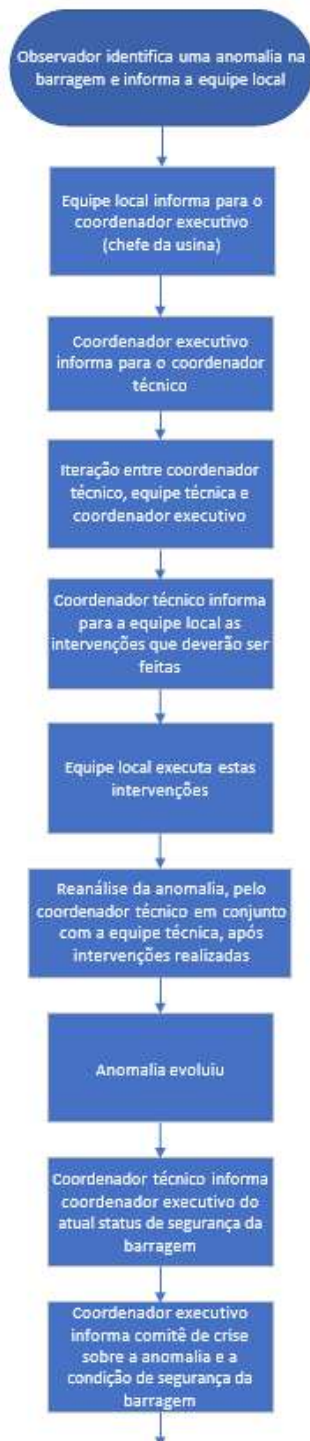 Observador identifica uma anomalia na
barragem e informa a equipe local
Equipe local informa para o
coordenador executivo
(chefe da usina)
Coordenador executivo
informa para o coordenador
técnico
Iteração entre coordenador
técnico, equipe técnica e
coordenador executivo
Coordenador técnico informa
para a equipe local as
intervenções que deverão ser
feitas
Equipe local executa estas
intervenções
Reanálise da anomalia, pelo
coordenador técnico em conjunto
com a equipe técnica, após
intervenções realizadas
Anomalia evoluiu
Coordenador técnico informa
coordenador executivo do
atual status de segurança da
barragem
Coordenador executivo
informa comitê de crise
sobre a anomalia e a
condição de segurança da
barragem